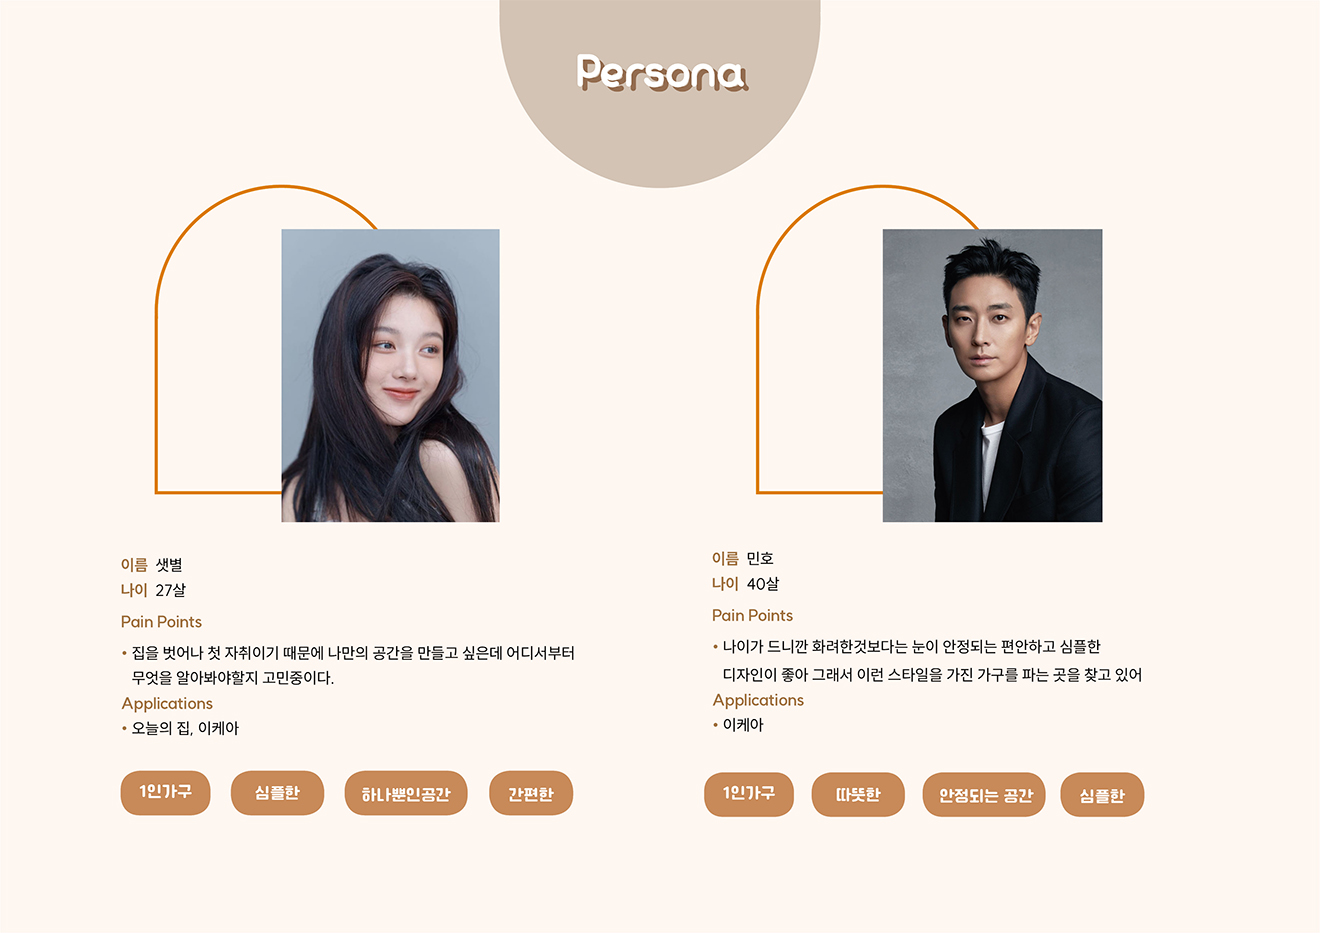 Persona
이름 샛별
나이 27살
Pain Points
• 집을 벗어나 첫 자취이기 때문에 나만의 공간을 만들고 싶은데 어디서부터
무엇을 알아봐야할지 고민중이다.
Applications
• 오늘의 집, 이케아
1인가구
심플한
하나뿐인공간
간편한
이름 민호
나이 40살
Pain Points
• 나이가 드니깐 화려한것보다는 눈이 안정되는 편안하고 심플한
디자인이 좋아 그래서 이런 스타일을 가진 가구를 파는 곳을 찾고 있어
Applications
• 이케아
1인가구
따뜻한
안정되는 공간
심플한